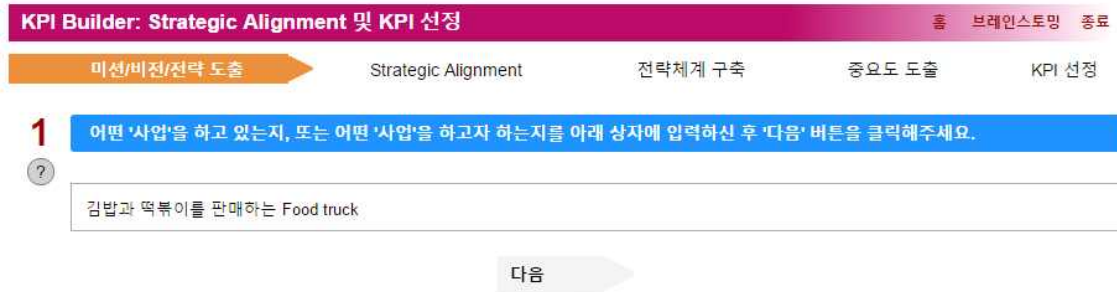 KPI Builder: Strategic Alignment 및 KPI 선정 홈 브레인스토밍 종료
미션/비전/전략 도출 Strategic Alignment 전략체계 구축 중요도 도출 KPI 선정
1 어떤 '사업'을 하고 있는지, 또는 어떤 '사업'을 하고자 하는지를 아래 상자에 입력하신 후 '다음' 버튼을 클릭해주세요.
?
김밥과 떡볶이를 판매하는 Food truck
다음